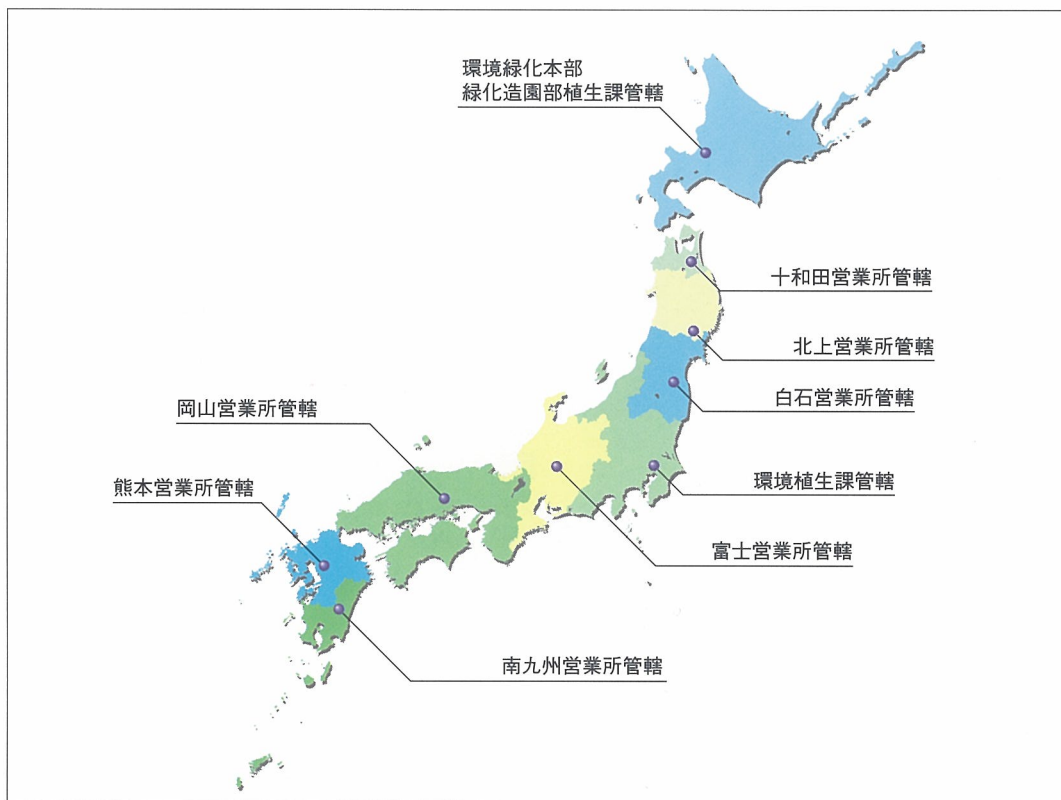 環境緑化本部
緑化造園部植生課管轄
十和田営業所管轄
北上営業所管轄
白石営業所管轄
岡山営業所管轄
熊本営業所管轄
環境植生課管轄
富士営業所管轄
南九州営業所管轄